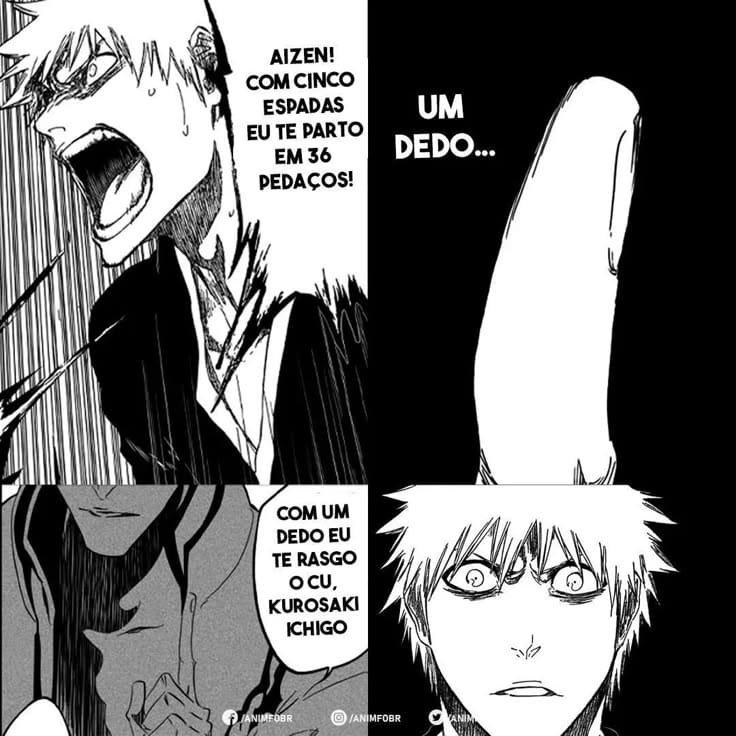 AIZEN!
COM CINCO
ESPADAS
EU TE PARTO
EM 36
PEDAÇOS!
UM
DEDO...
COM UM
DEDO EU
TE RASGO
O CU,
KUROSAKI
ICHIGO
/ANIMFOBR
/ANIMFOBR
/ANIM